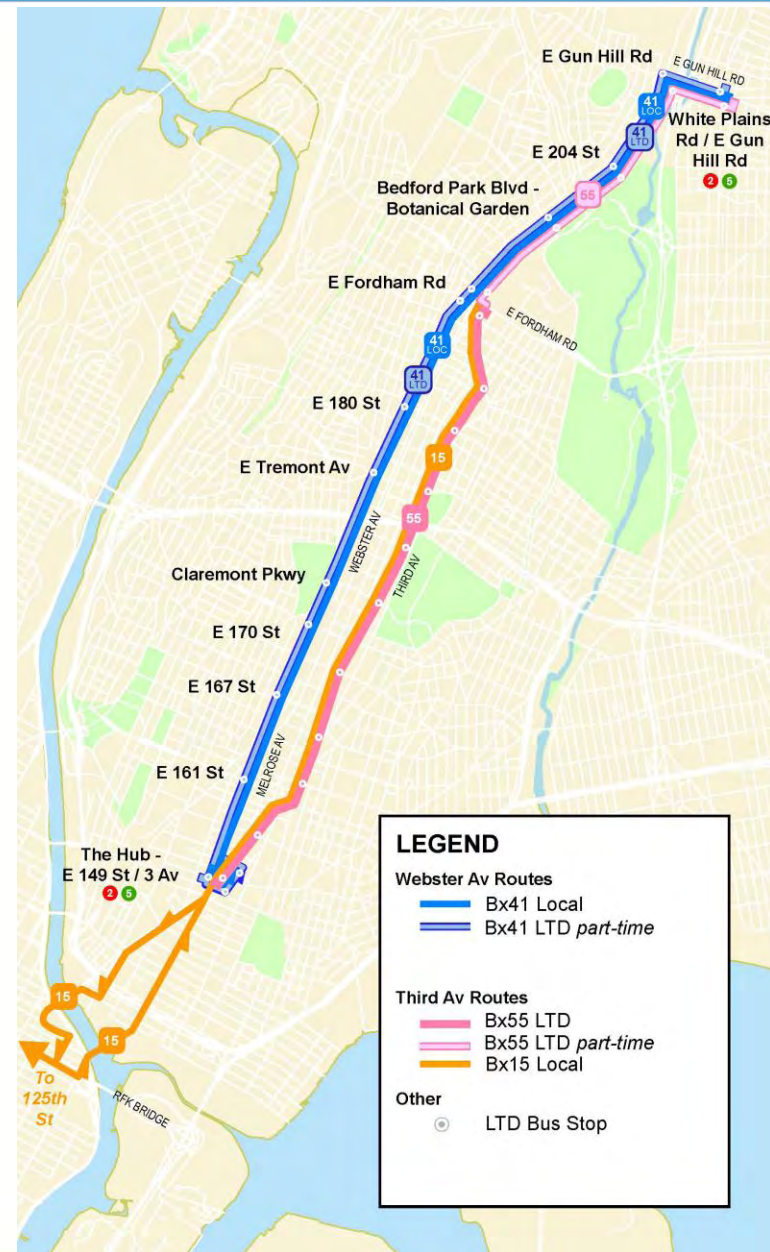 E Gun Hill Rd
E GUN HILL RD
41
LOC
White Plains
Rd / E Gun
Hill Rd
2 5
41
LTD
E 204 St
Bedford Park Blvd -
Botanical Garden
55
E Fordham Rd
E FORDHAM RD
41
LOC
41
LTD
E 180 St
15
E Tremont Av
55
WEBSTER AV
THIRD AV
Claremont Pkwy
E 170 St
E 167 St
MELROSE AV
E 161 St
The Hub -
E 149 St / 3 Av
2 5
15
15
To
125th
St
RFK BRIDGE
LEGEND
Webster Av Routes
Bx41 Local
Bx41 LTD part-time
Third Av Routes
Bx55 LTD
Bx55 LTD part-time
Bx15 Local
Other
LTD Bus Stop